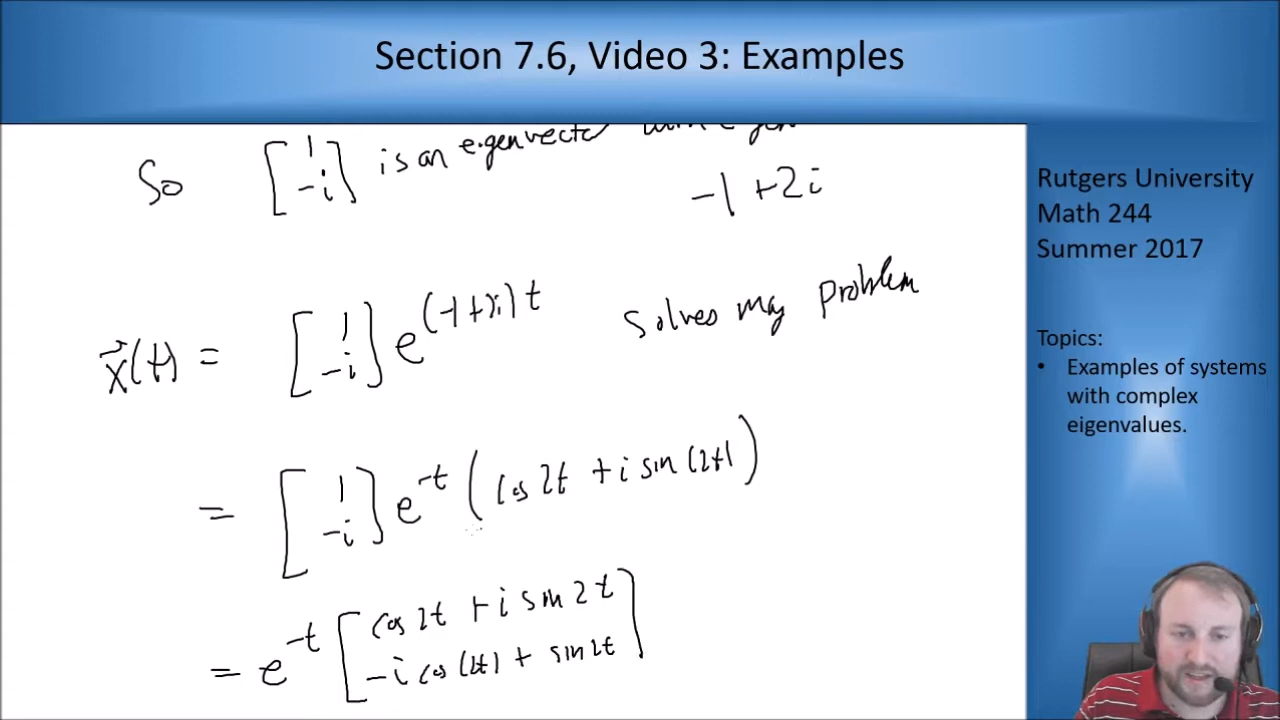 Section 7.6, Video 3: Examples
So [1 -i] is an eigenvector with eigen
-1 + 2i
x⃗(t) = [1 -i] e^(-1+2i)t solves my problem
= [1 -i] e^-t (cos 2t + i sin(2t))
= e^-t [cos 2t + i sin 2t
-i cos(2t) + sin 2t]
Rutgers University
Math 244
Summer 2017
Topics:
• Examples of systems
with complex
eigenvalues.